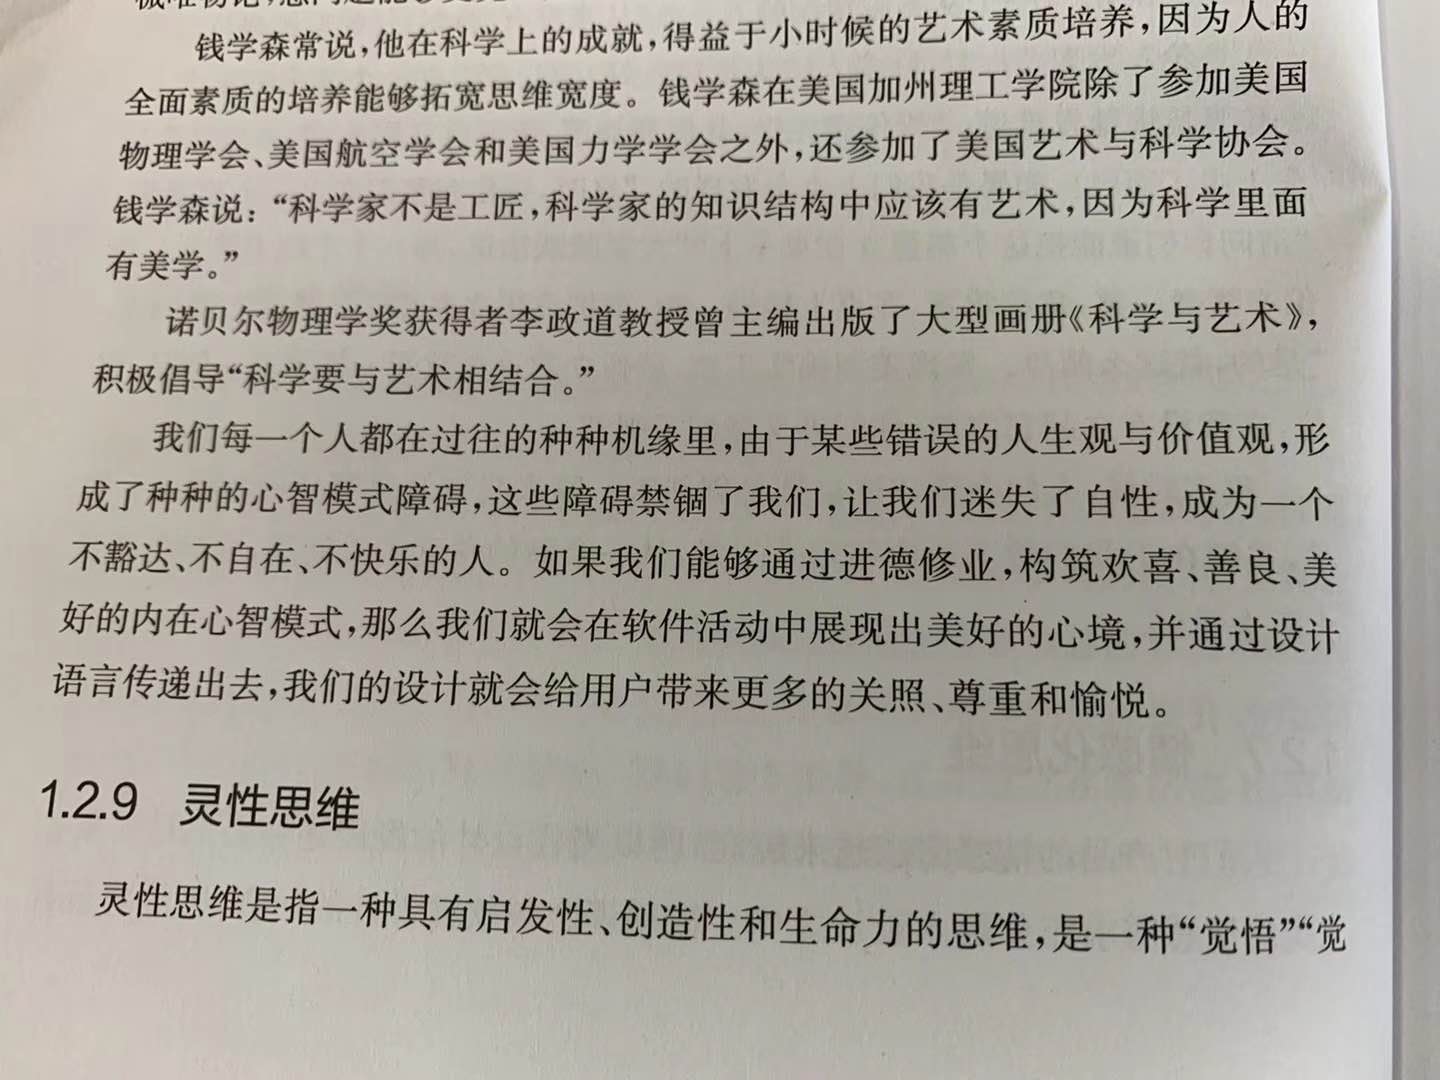 钱学森常说，他在科学上的成就，得益于小时候的艺术素质培养，因为人的
全面素质的培养能够拓宽思维宽度。钱学森在美国加州理工学院除了参加美国
物理学会、美国航空学会和美国力学学会之外，还参加了美国艺术与科学协会。
钱学森说：“科学家不是工匠，科学家的知识结构中应该有艺术，因为科学里面
有美学。”
诺贝尔物理学奖获得者李政道教授曾主编出版了大型画册《科学与艺术》，
积极倡导“科学要与艺术相结合。”
我们每一个人都在过往的种种机缘里，由于某些错误的人生观与价值观，形
成了种种的心智模式障碍，这些障碍禁锢了我们，让我们迷失了自性，成为一个
不豁达、不自在、不快乐的人。如果我们能够通过进德修业，构筑欢喜、善良、美
好的内在心智模式，那么我们就会在软件活动中展现出美好的心境，并通过设计
语言传递出去，我们的设计就会给用户带来更多的关照、尊重和愉悦。
1.2.9 灵性思维
灵性思维是指一种具有启发性、创造性和生命力的思维，是一种“觉悟”“觉